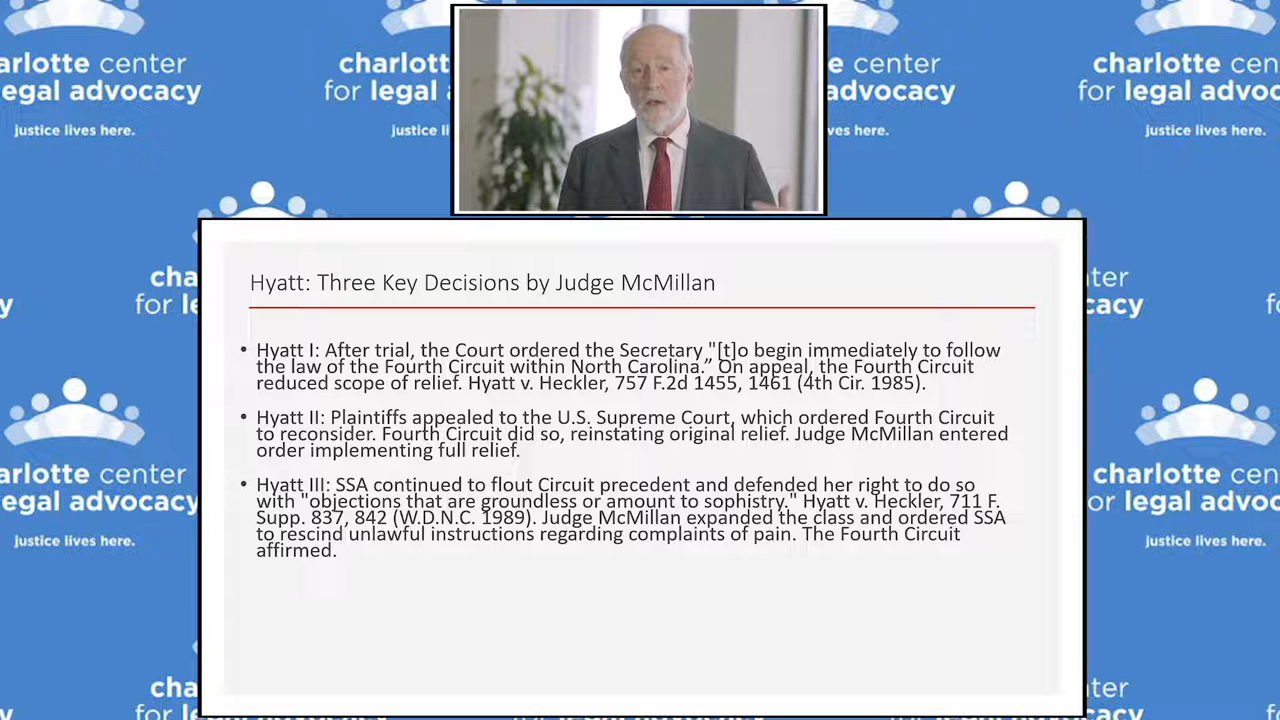 charlotte center
for legal advocacy
justice lives here.
Hyatt: Three Key Decisions by Judge McMillan
• Hyatt I: After trial, the Court ordered the Secretary "[t]o begin immediately to follow
the law of the Fourth Circuit within North Carolina.” On appeal, the Fourth Circuit
reduced scope of relief. Hyatt v. Heckler, 757 F.2d 1455, 1461 (4th Cir. 1985).
• Hyatt II: Plaintiffs appealed to the U.S. Supreme Court, which ordered Fourth Circuit
to reconsider. Fourth Circuit did so, reinstating original relief. Judge McMillan entered
order implementing full relief.
• Hyatt III: SSA continued to flout Circuit precedent and defended her right to do so
with "objections that are groundless or amount to sophistry." Hyatt v. Heckler, 711 F.
Supp. 837, 842 (W.D.N.C. 1989). Judge McMillan expanded the class and ordered SSA
to rescind unlawful instructions regarding complaints of pain. The Fourth Circuit
affirmed.